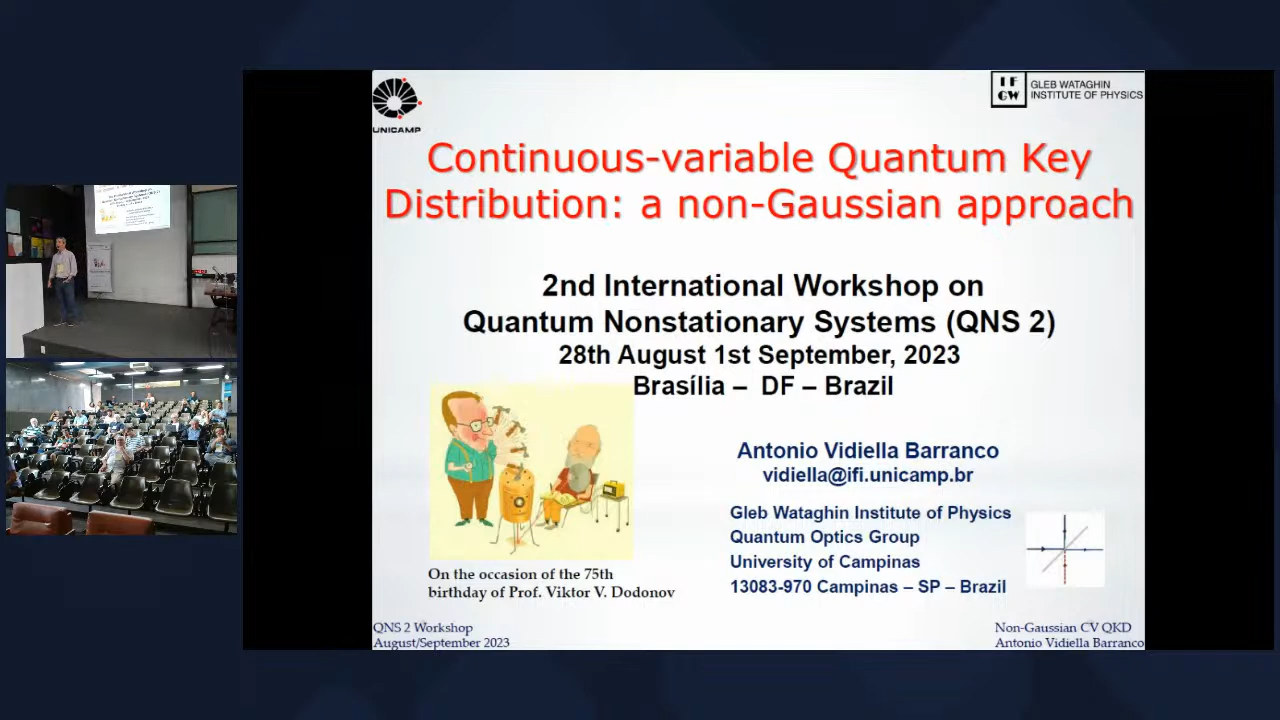 UNICAMP
I F
GW
GLEB WATAGHIN
INSTITUTE OF PHYSICS
Continuous-variable Quantum Key
Distribution: a non-Gaussian approach
2nd International Workshop on
Quantum Nonstationary Systems (QNS 2)
28th August 1st September, 2023
Brasília – DF – Brazil
Antonio Vidiella Barranco
vidiella@ifi.unicamp.br
Gleb Wataghin Institute of Physics
Quantum Optics Group
University of Campinas
13083-970 Campinas – SP – Brazil
On the occasion of the 75th
birthday of Prof. Viktor V. Dodonov
QNS 2 Workshop
August/September 2023
Non-Gaussian CV QKD
Antonio Vidiella Barranco